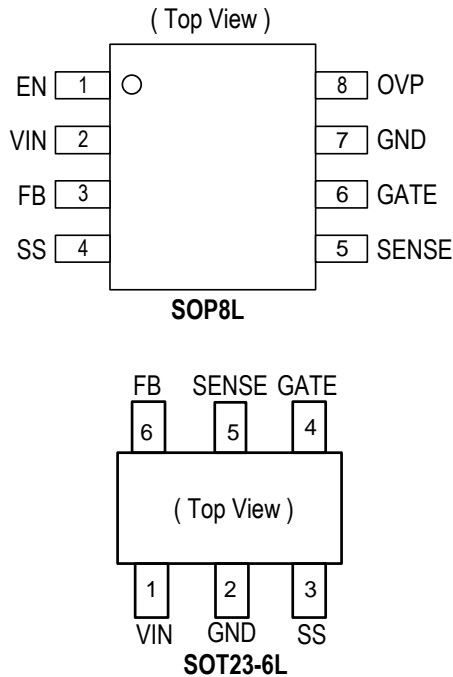 ( Top View )
EN 1 8 OVP
VIN 2 7 GND
FB 3 6 GATE
SS 4 5 SENSE
SOP8L
FB SENSE GATE
6 5 4
( Top View )
1 2 3
VIN GND SS
SOT23-6L